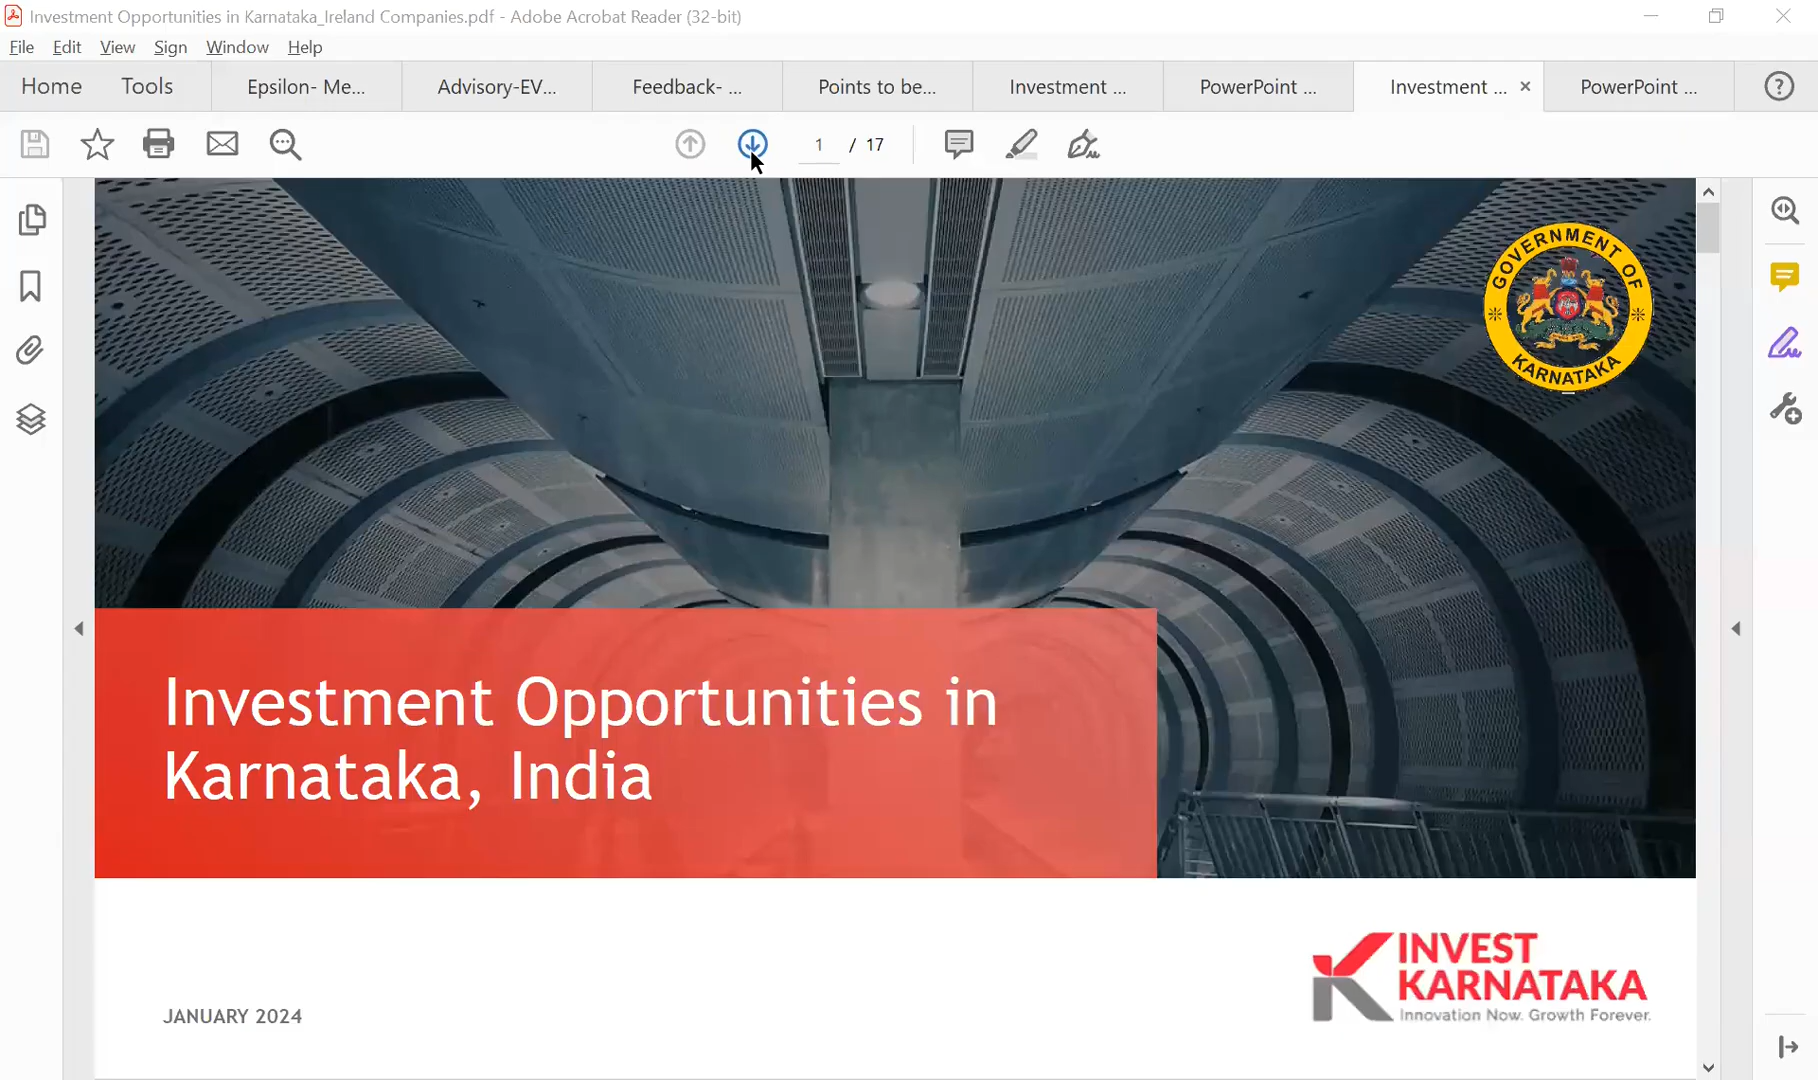 Investment Opportunities in Karnataka_Ireland Companies.pdf - Adobe Acrobat Reader (32-bit)
File Edit View Sign Window Help
Home Tools Epsilon- Me... Advisory-EV... Feedback- ... Points to be... Investment ... PowerPoint ... Investment ... × PowerPoint ...
1 / 17
GOVERNMENT OF
KARNATAKA
Investment Opportunities in
Karnataka, India
INVEST
KARNATAKA
Innovation Now. Growth Forever.
JANUARY 2024